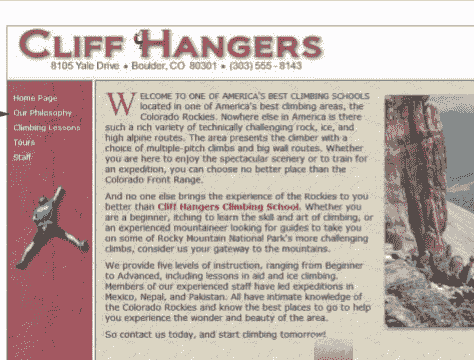 CLIFF HANGERS
8105 Yale Drive • Boulder, CO 80301 • (303) 555 - 8143
Home Page
Our Philosophy
Climbing Lessons
Tours
Staff
WELCOME TO ONE OF AMERICA'S BEST CLIMBING SCHOOLS
located in one of America's best climbing areas, the
Colorado Rockies. Nowhere else in America is there
such a rich variety of technically challenging rock, ice, and
high alpine routes. The area presents the climber with a
choice of multiple-pitch climbs and big wall routes. Whether
you are here to enjoy the spectacular scenery or to train for
an expedition, you can choose no better place than the
Colorado Front Range.
And no one else brings the experience of the Rockies to you
better than Cliff Hangers Climbing School. Whether you
are a beginner, itching to learn the skill and art of climbing, or
an experienced mountaineer looking for guides to take you
on some of Rocky Mountain National Park's more challenging
climbs, consider us your gateway to the mountains.
We provide five levels of instruction, ranging from Beginner
to Advanced, including lessons in aid and ice climbing.
Members of our experienced staff have led expeditions in
Mexico, Nepal, and Pakistan. All have intimate knowledge of
the Colorado Rockies and know the best places to go to help
you experience the wonder and beauty of the area.
So contact us today, and start climbing tomorrow!